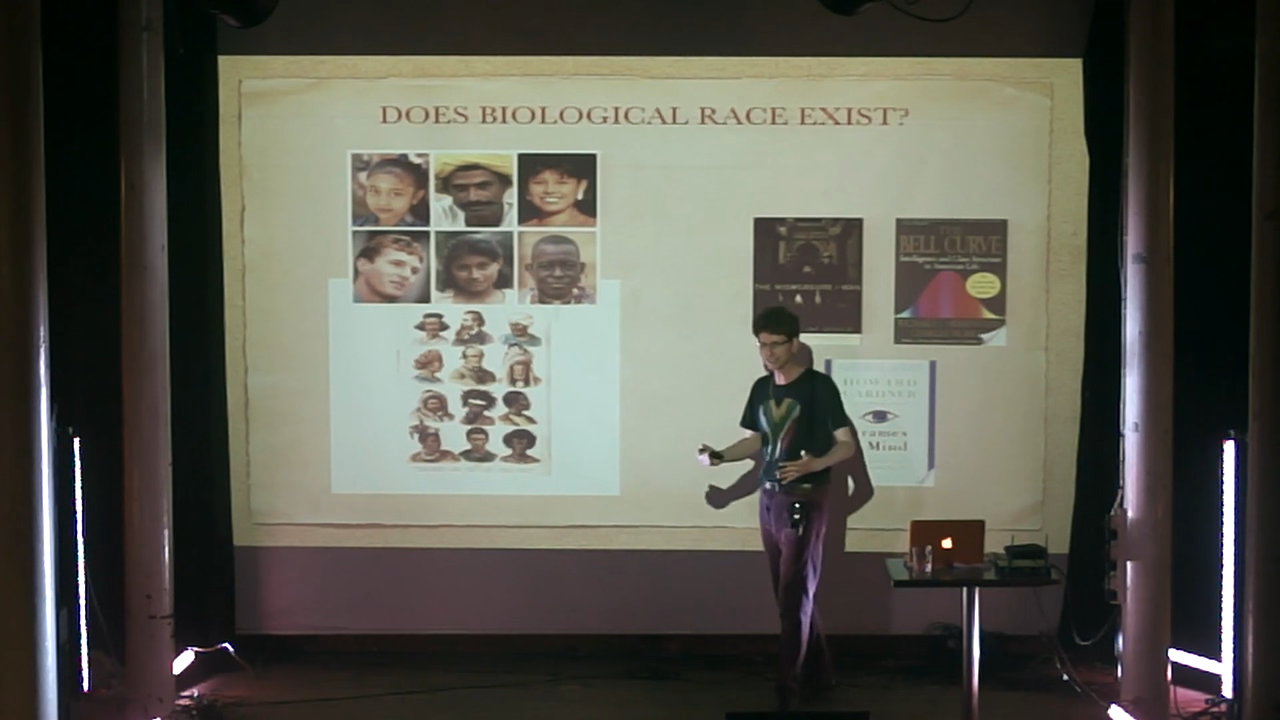 DOES BIOLOGICAL RACE EXIST?
THE MISMEASURE OF MAN
THE
BELL CURVE
Intelligence and Class Structure
in American Life
HOWARD
GARDNER
rames
Mind